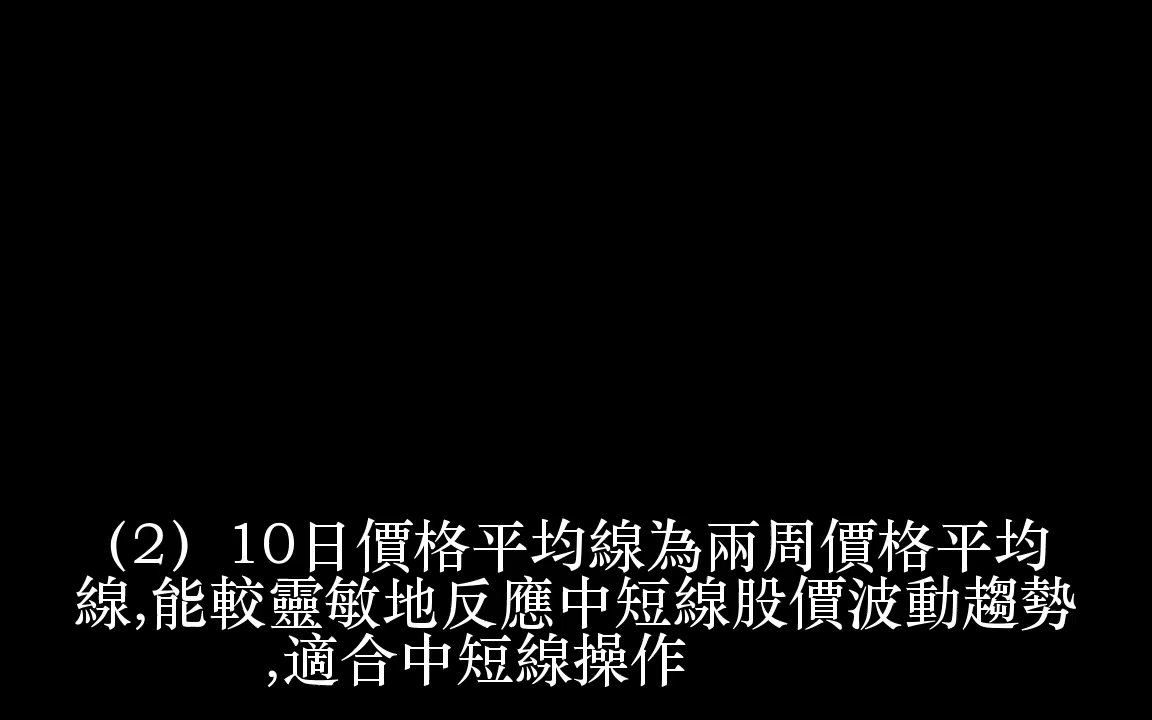 （2）10日價格平均線為兩周價格平均
線,能較靈敏地反應中短線股價波動趨勢
,適合中短線操作